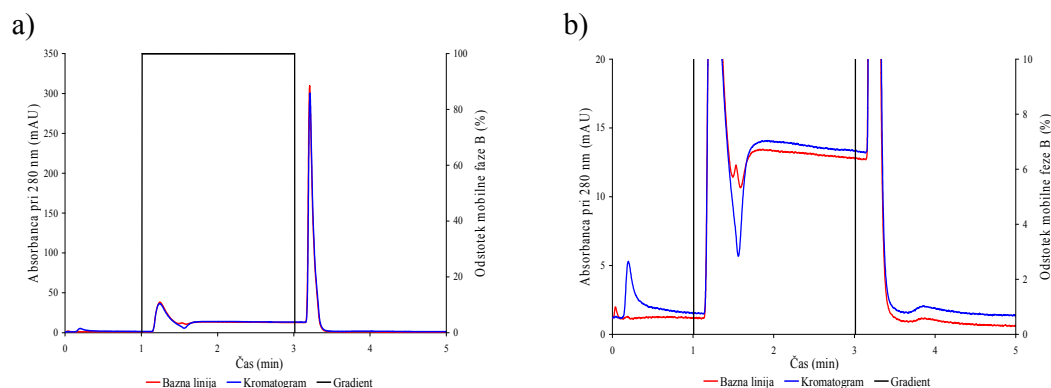 a)
350
300
250
200
150
100
50
0
Absorbanca pri 280 nm (mAU)
100
80
60
40
20
0
Odstotek mobilne faze B (%)
0 1 2 3 4 5
Čas (min)
Bazna linija Kromatogram Gradient
b)
20
15
10
5
0
Absorbanca pri 280 nm (mAU)
10
8
6
4
2
0
Odstotek mobilne feze B (%)
0 1 2 3 4 5
Čas (min)
Bazna linija Kromatogram Gradient